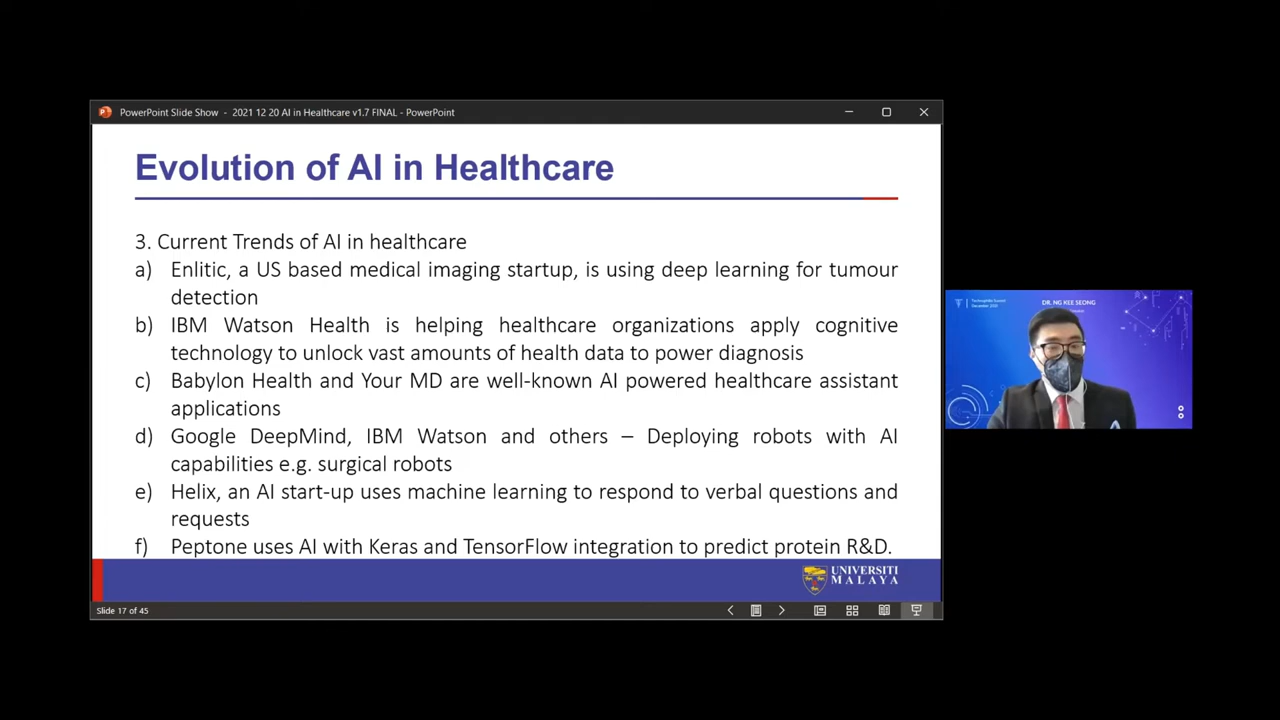 PowerPoint Slide Show - 2021 12 20 AI in Healthcare v1.7 FINAL - PowerPoint
Evolution of AI in Healthcare
3. Current Trends of AI in healthcare
a) Enlitic, a US based medical imaging startup, is using deep learning for tumour
detection
b) IBM Watson Health is helping healthcare organizations apply cognitive
technology to unlock vast amounts of health data to power diagnosis
c) Babylon Health and Your MD are well-known AI powered healthcare assistant
applications
d) Google DeepMind, IBM Watson and others – Deploying robots with AI
capabilities e.g. surgical robots
e) Helix, an AI start-up uses machine learning to respond to verbal questions and
requests
f) Peptone uses AI with Keras and TensorFlow integration to predict protein R&D.
UNIVERSITI
MALAYA
Slide 17 of 45
DR. NG KEE SEONG